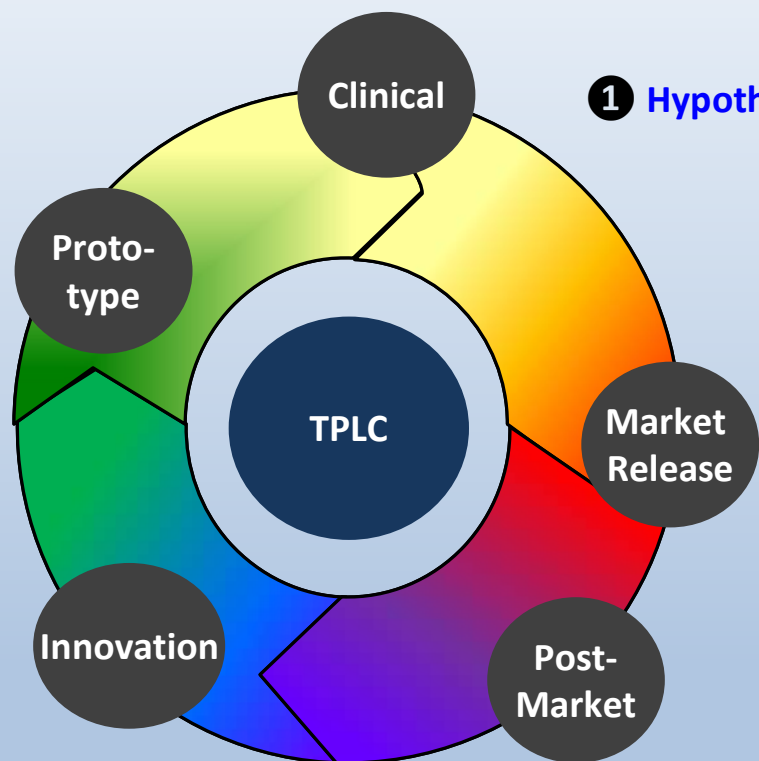 Clinical
❶ Hypoth
Proto-
type
TPLC
Market
Release
Innovation
Post-
Market